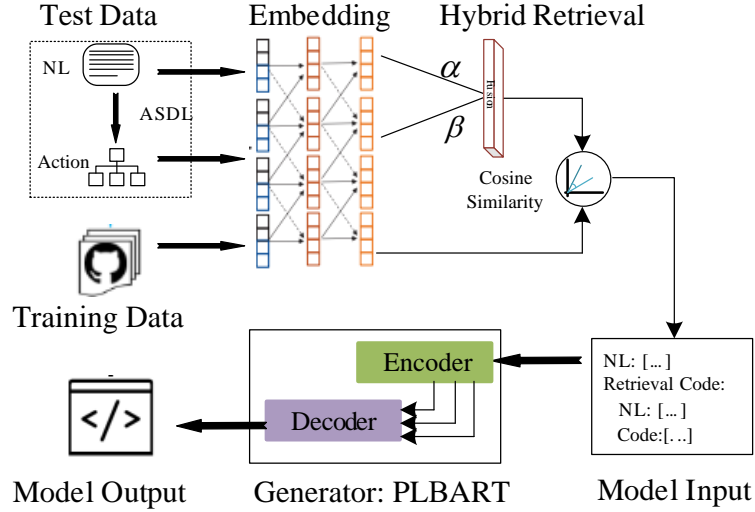 Test Data
Embedding
Hybrid Retrieval
NL
ASDL
Action
α
β
Fusion
Cosine
Similarity
Training Data
Encoder
Decoder
NL: [...]
Retrieval Code:
NL: [...]
Code:[...]
</>
Model Output
Generator: PLBART
Model Input